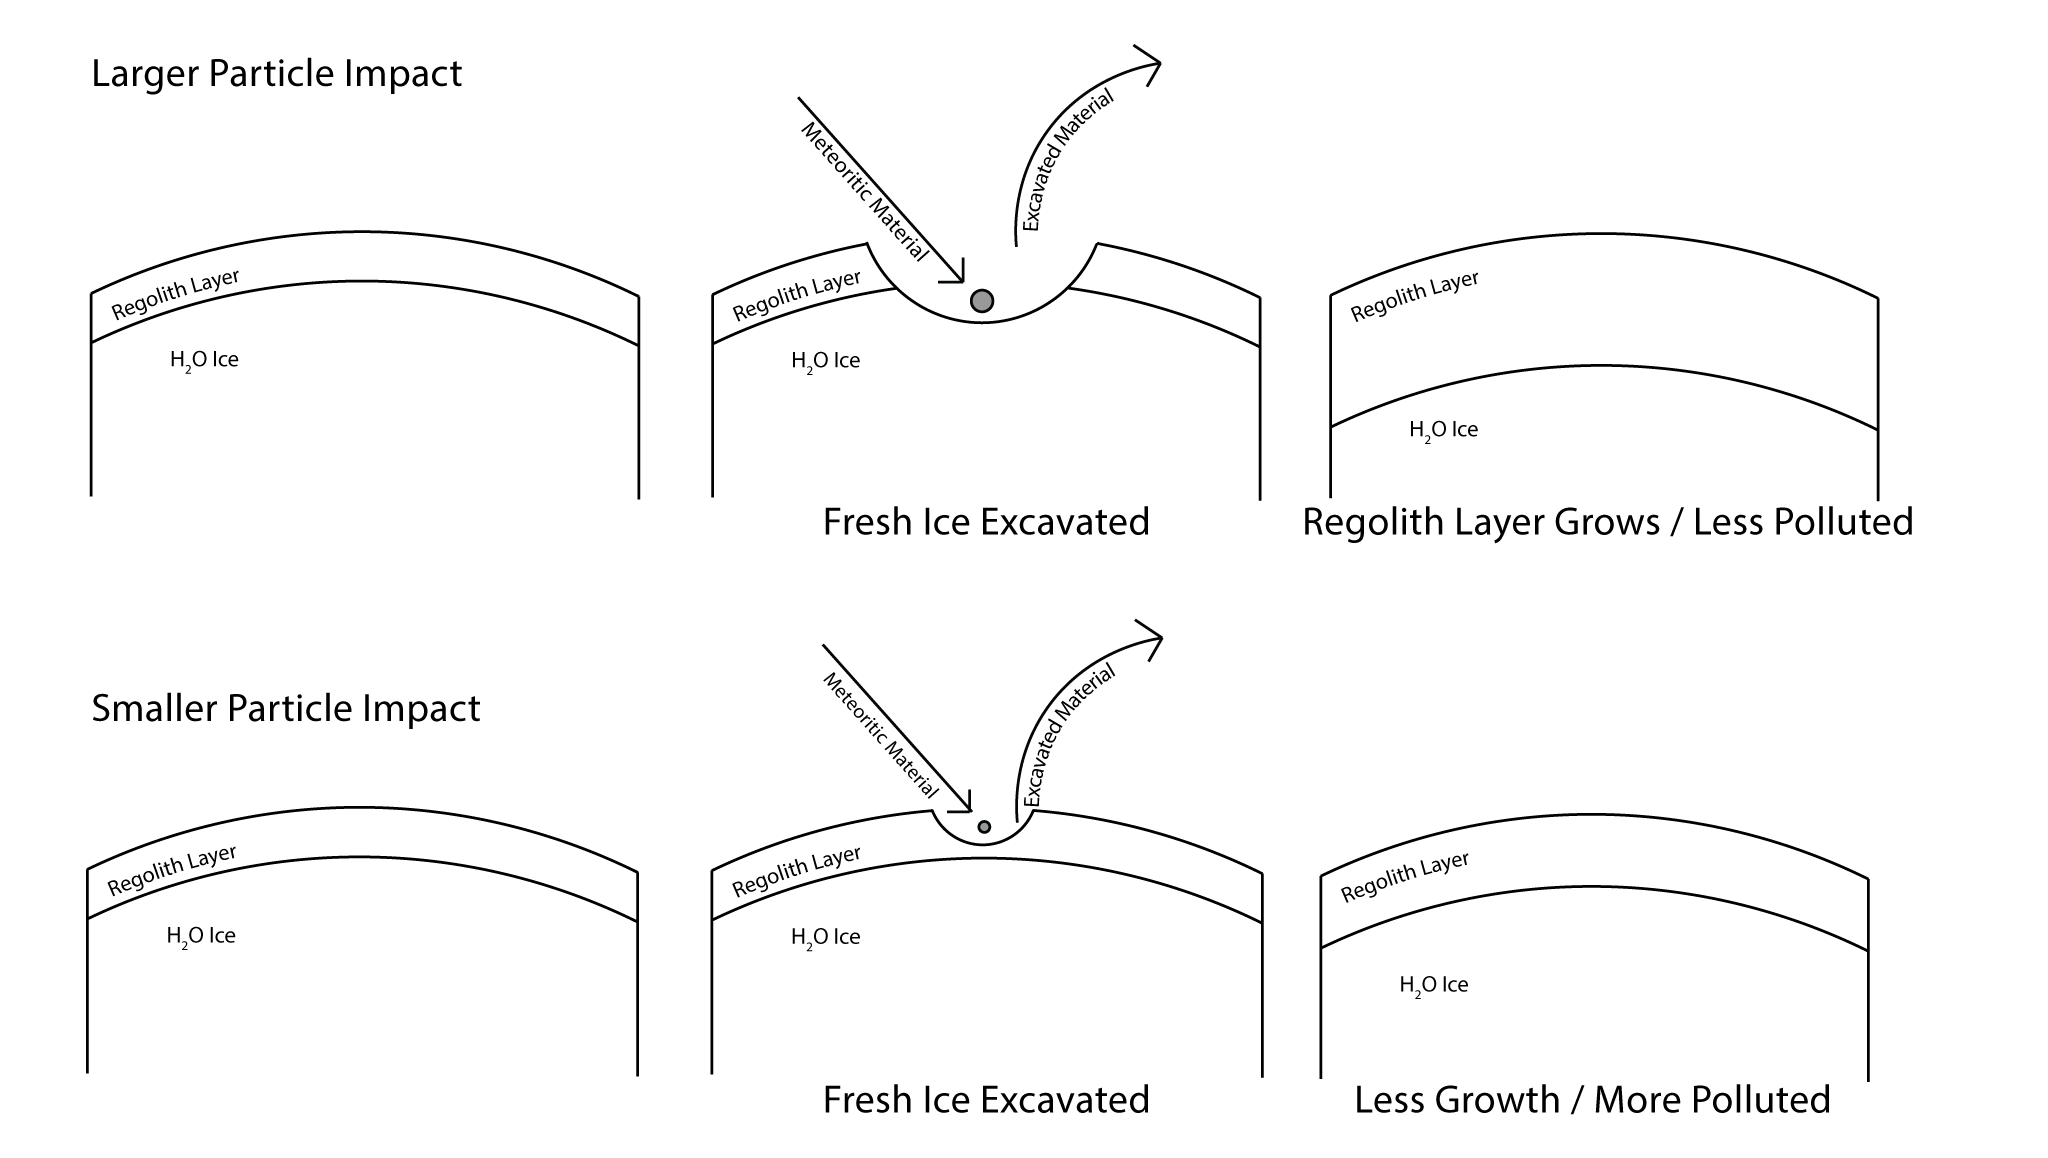 Larger Particle Impact
Meteoritic Material
Excavated Material
Regolith Layer
H₂O Ice
Regolith Layer
H₂O Ice
Fresh Ice Excavated
Regolith Layer
H₂O Ice
Regolith Layer Grows / Less Polluted
Smaller Particle Impact
Meteoritic Material
Excavated Material
Regolith Layer
H₂O Ice
Regolith Layer
H₂O Ice
Fresh Ice Excavated
Regolith Layer
H₂O Ice
Less Growth / More Polluted